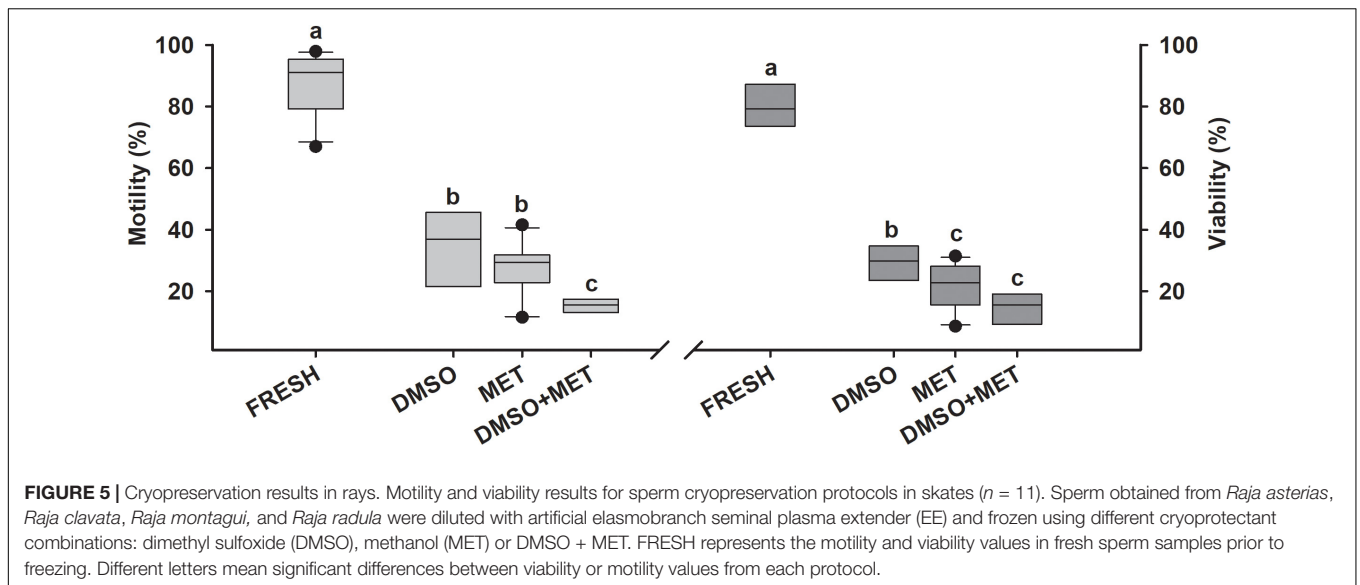 a
100
80
60
40
20
Motility (%)
b
b
c
FRESH
DMSO
MET
DMSO+MET
a
b
c
c
FRESH
DMSO
MET
DMSO+MET
100
80
60
40
20
Viability (%)
FIGURE 5 | Cryopreservation results in rays. Motility and viability results for sperm cryopreservation protocols in skates (n = 11). Sperm obtained from Raja asterias,
Raja clavata, Raja montagui, and Raja radula were diluted with artificial elasmobranch seminal plasma extender (EE) and frozen using different cryoprotectant
combinations: dimethyl sulfoxide (DMSO), methanol (MET) or DMSO + MET. FRESH represents the motility and viability values in fresh sperm samples prior to
freezing. Different letters mean significant differences between viability or motility values from each protocol.